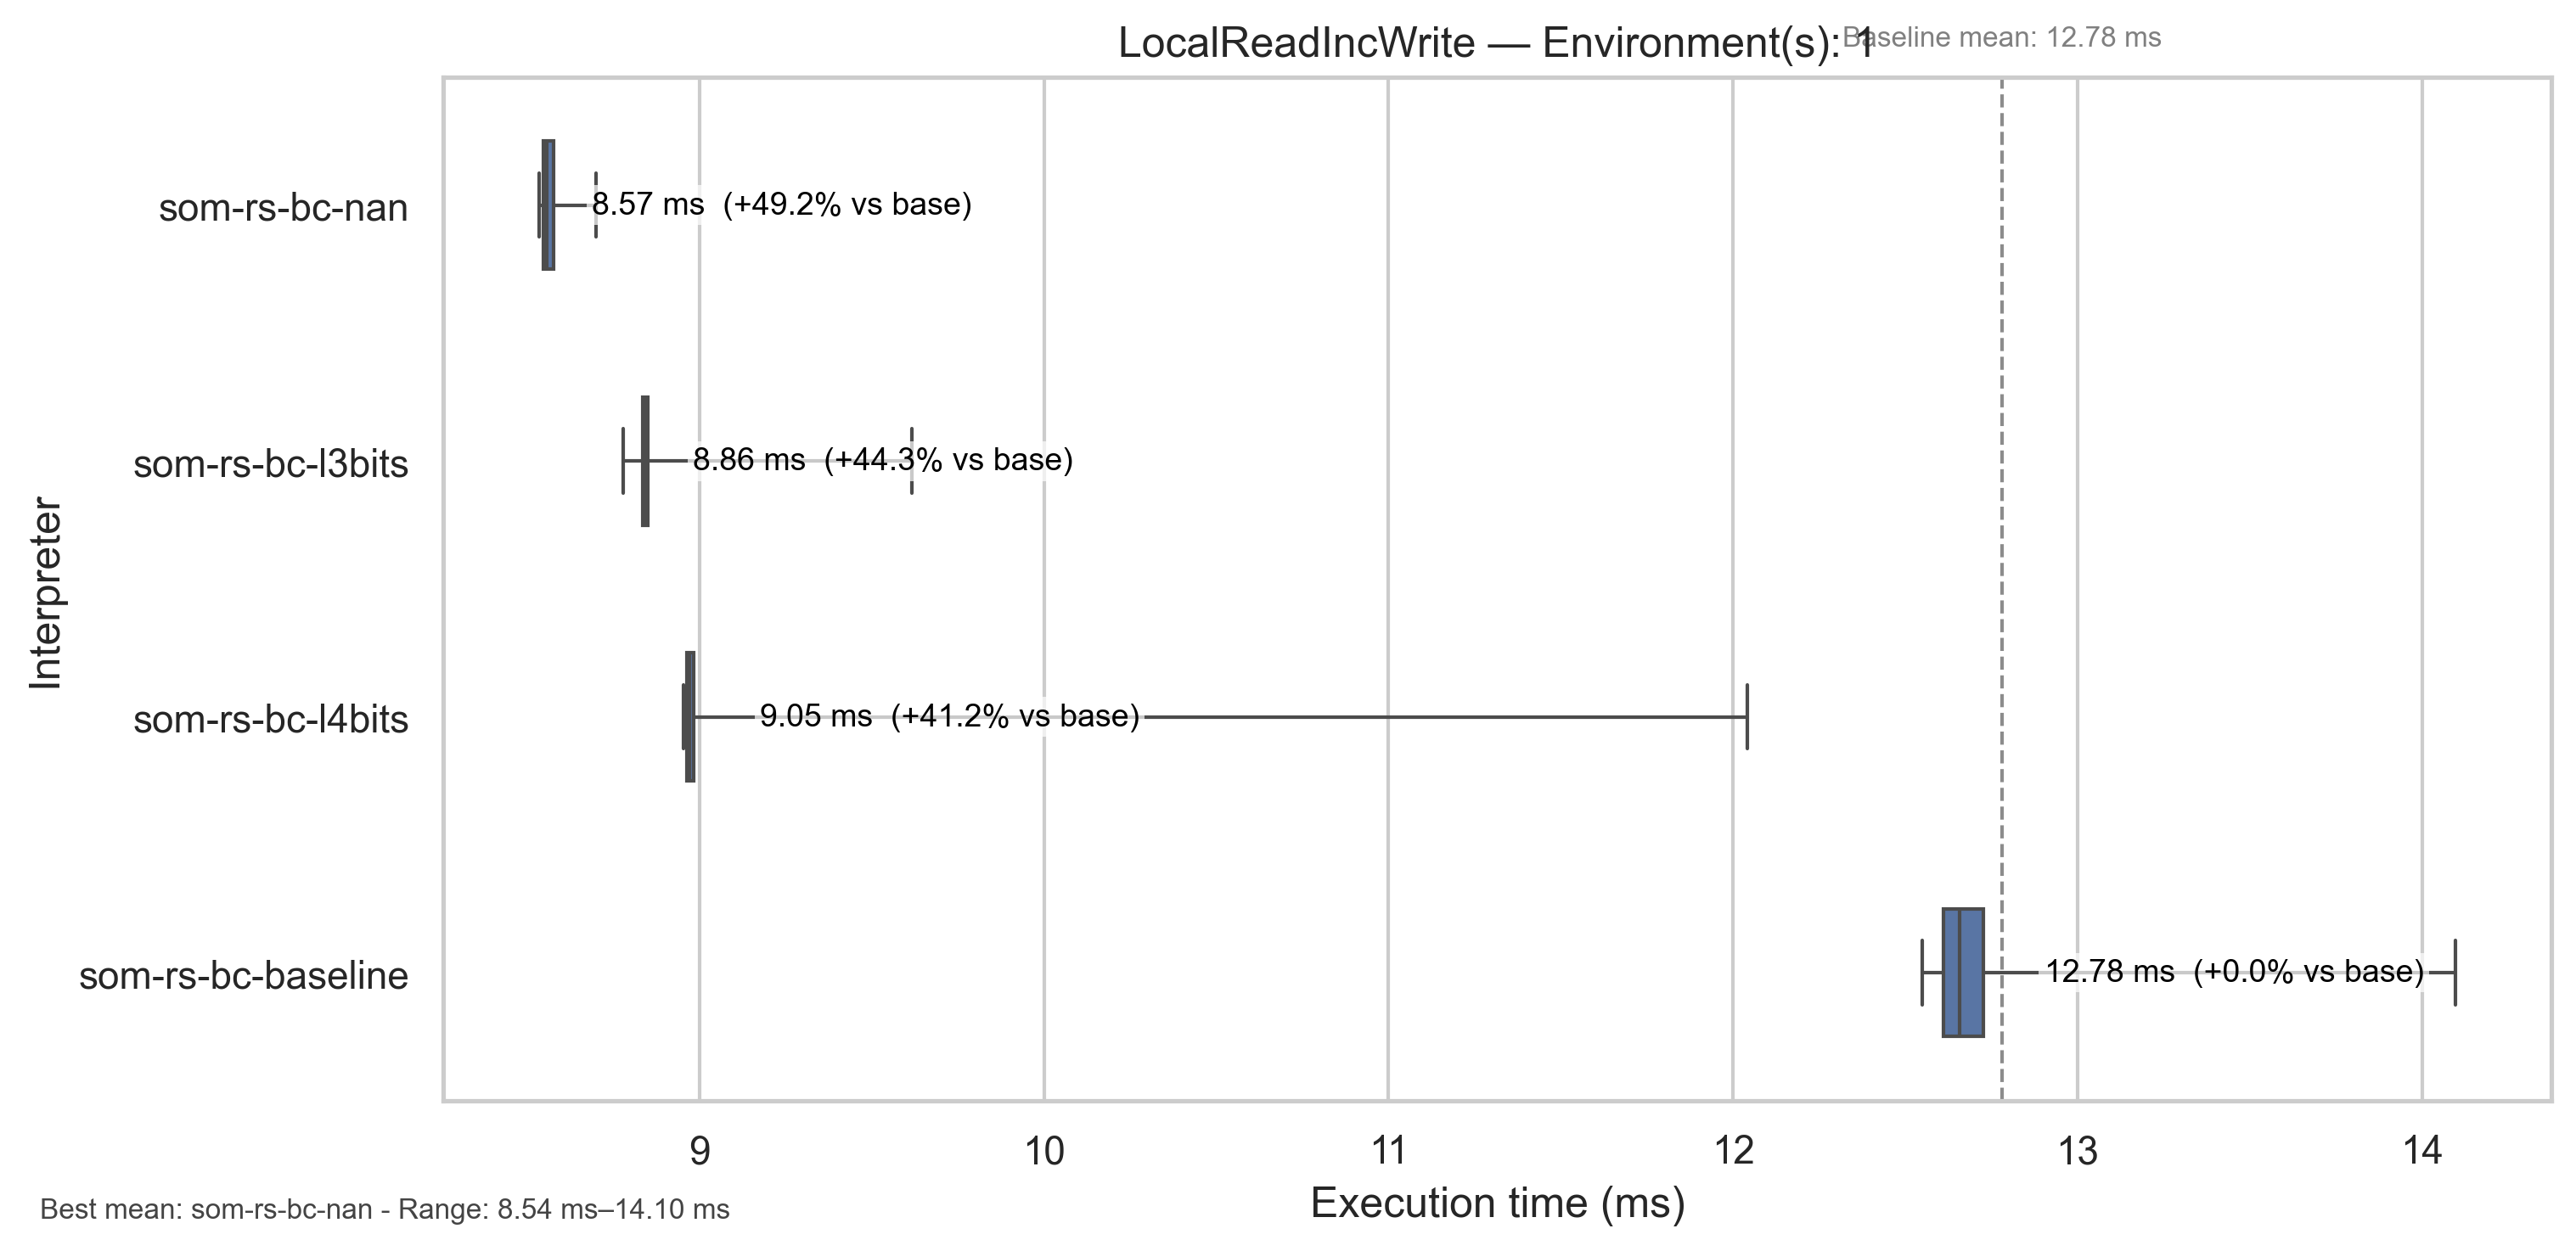 LocalReadIncWrite — Environment(s): 1
Baseline mean: 12.78 ms
som-rs-bc-nan
8.57 ms  (+49.2% vs base)
som-rs-bc-l3bits
8.86 ms  (+44.3% vs base)
som-rs-bc-l4bits
9.05 ms  (+41.2% vs base)
som-rs-bc-baseline
12.78 ms  (+0.0% vs base)
Interpreter
9 10 11 12 13 14
Execution time (ms)
Best mean: som-rs-bc-nan - Range: 8.54 ms–14.10 ms